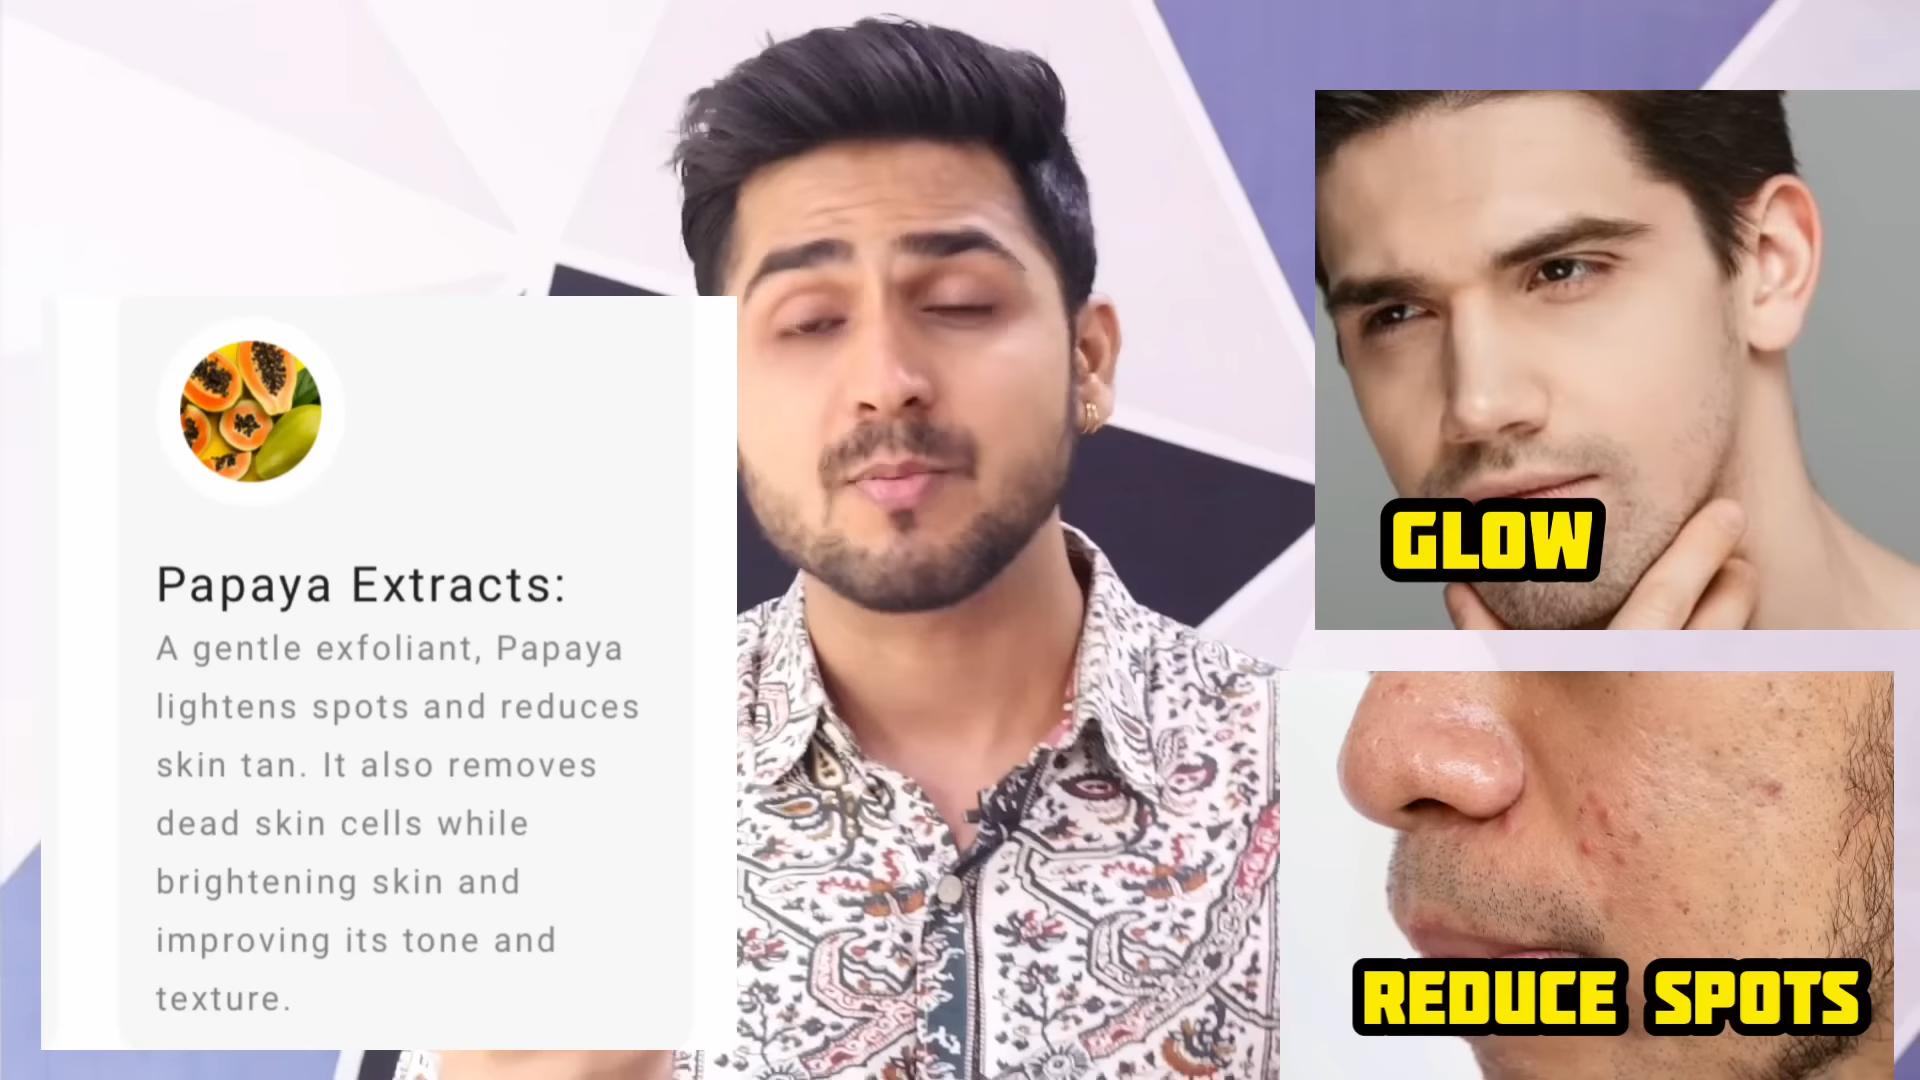 Papaya Extracts:
A gentle exfoliant, Papaya
lightens spots and reduces
skin tan. It also removes
dead skin cells while
brightening skin and
improving its tone and
texture.
GLOW
REDUCE SPOTS